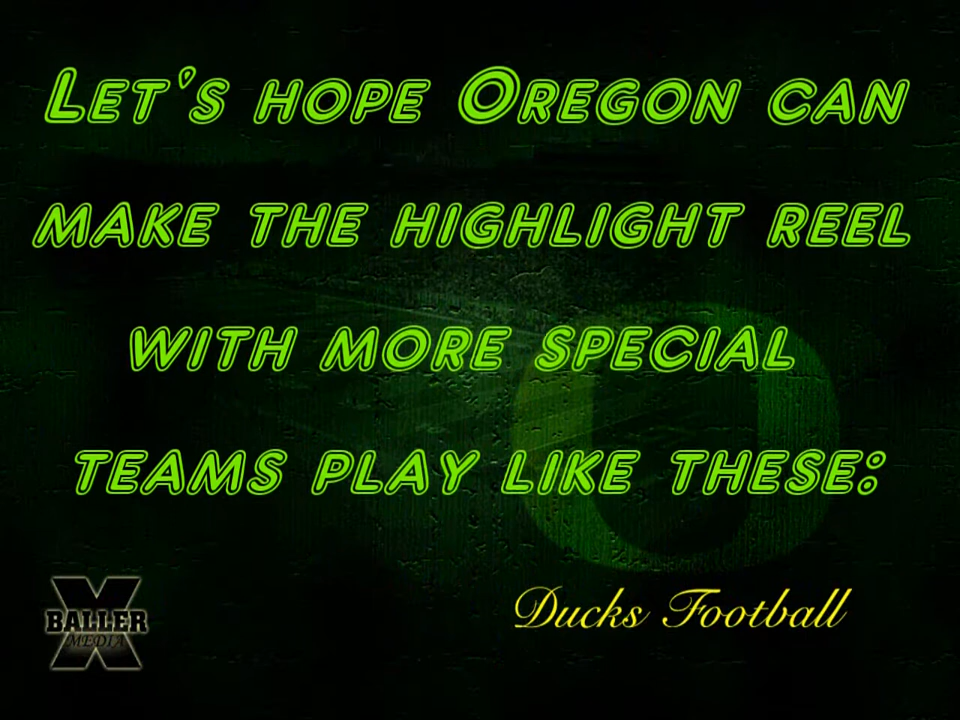 Let's hope Oregon can
make the highlight reel
with more special
teams play like these:
Ducks Football
X
BALLER
MEDIA